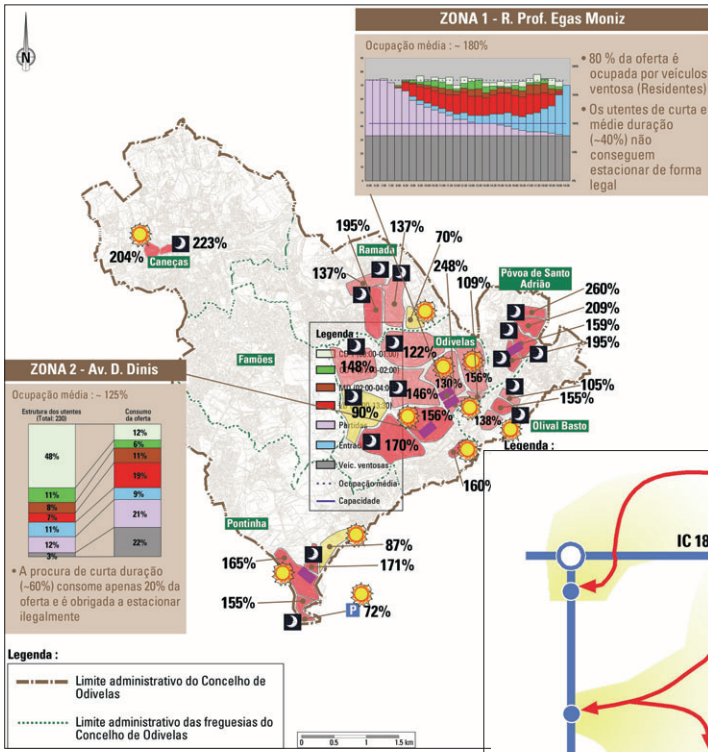 ZONA 1 - R. Prof. Egas Moniz
Ocupação média : ~ 180%
• 80 % da oferta é
ocupada por veículos
ventosa (Residentes)
• Os utentes de curta e
médie duração
(~40%) não
conseguem
estacionar de forma
legal
N
195%
137%
70%
248%
109%
Ramada
137%
204%
223%
Caneças
Póvoa de Santo
Adrião
260%
209%
159%
195%
105%
155%
Olival Basto
Famões
Odivelas
148%
122%
130%
156%
146%
156%
90%
170%
138%
160%
Legenda :
Partidas
Veic. ventosas
Ocupação média
Capacidade
ZONA 2 - Av. D. Dinis
Ocupação média : ~ 125%
Estrutura dos utentes
(Total: 230)
Consumo
da oferta
48%
11%
8%
7%
11%
12%
3%
12%
6%
11%
19%
9%
21%
22%
• A procura de curta duração
(~60%) consome apenas 20% da
oferta e é obrigada a estacionar
ilegalmente
Pontinha
87%
171%
165%
155%
P 72%
Legenda :
Limite administrativo do Concelho de
Odivelas
Limite administrativo das freguesias do
Concelho de Odivelas
0 0.5 1 1.5 km
Legenda :
IC 18